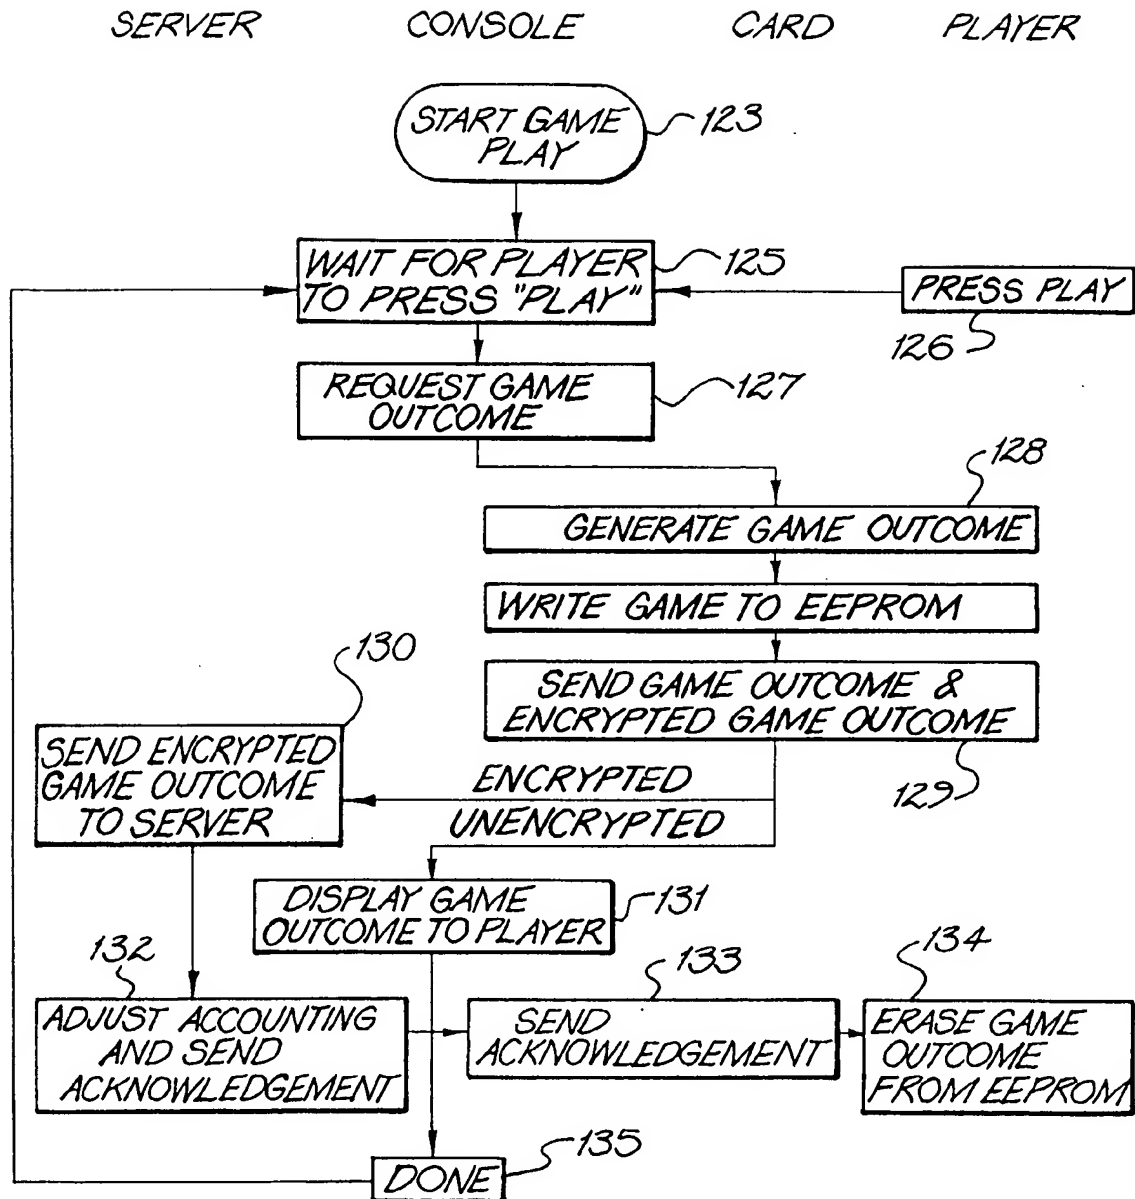 SERVER CONSOLE CARD PLAYER
START GAME
PLAY
123
WAIT FOR PLAYER
TO PRESS "PLAY"
125
PRESS PLAY
126
REQUEST GAME
OUTCOME
127
128
GENERATE GAME OUTCOME
WRITE GAME TO EEPROM
SEND GAME OUTCOME &
ENCRYPTED GAME OUTCOME
129
130
SEND ENCRYPTED
GAME OUTCOME
TO SERVER
ENCRYPTED
UNENCRYPTED
DISPLAY GAME
OUTCOME TO PLAYER
131
132
ADJUST ACCOUNTING
AND SEND
ACKNOWLEDGEMENT
133
SEND
ACKNOWLEDGEMENT
134
ERASE GAME
OUTCOME
FROM EEPROM
DONE
135